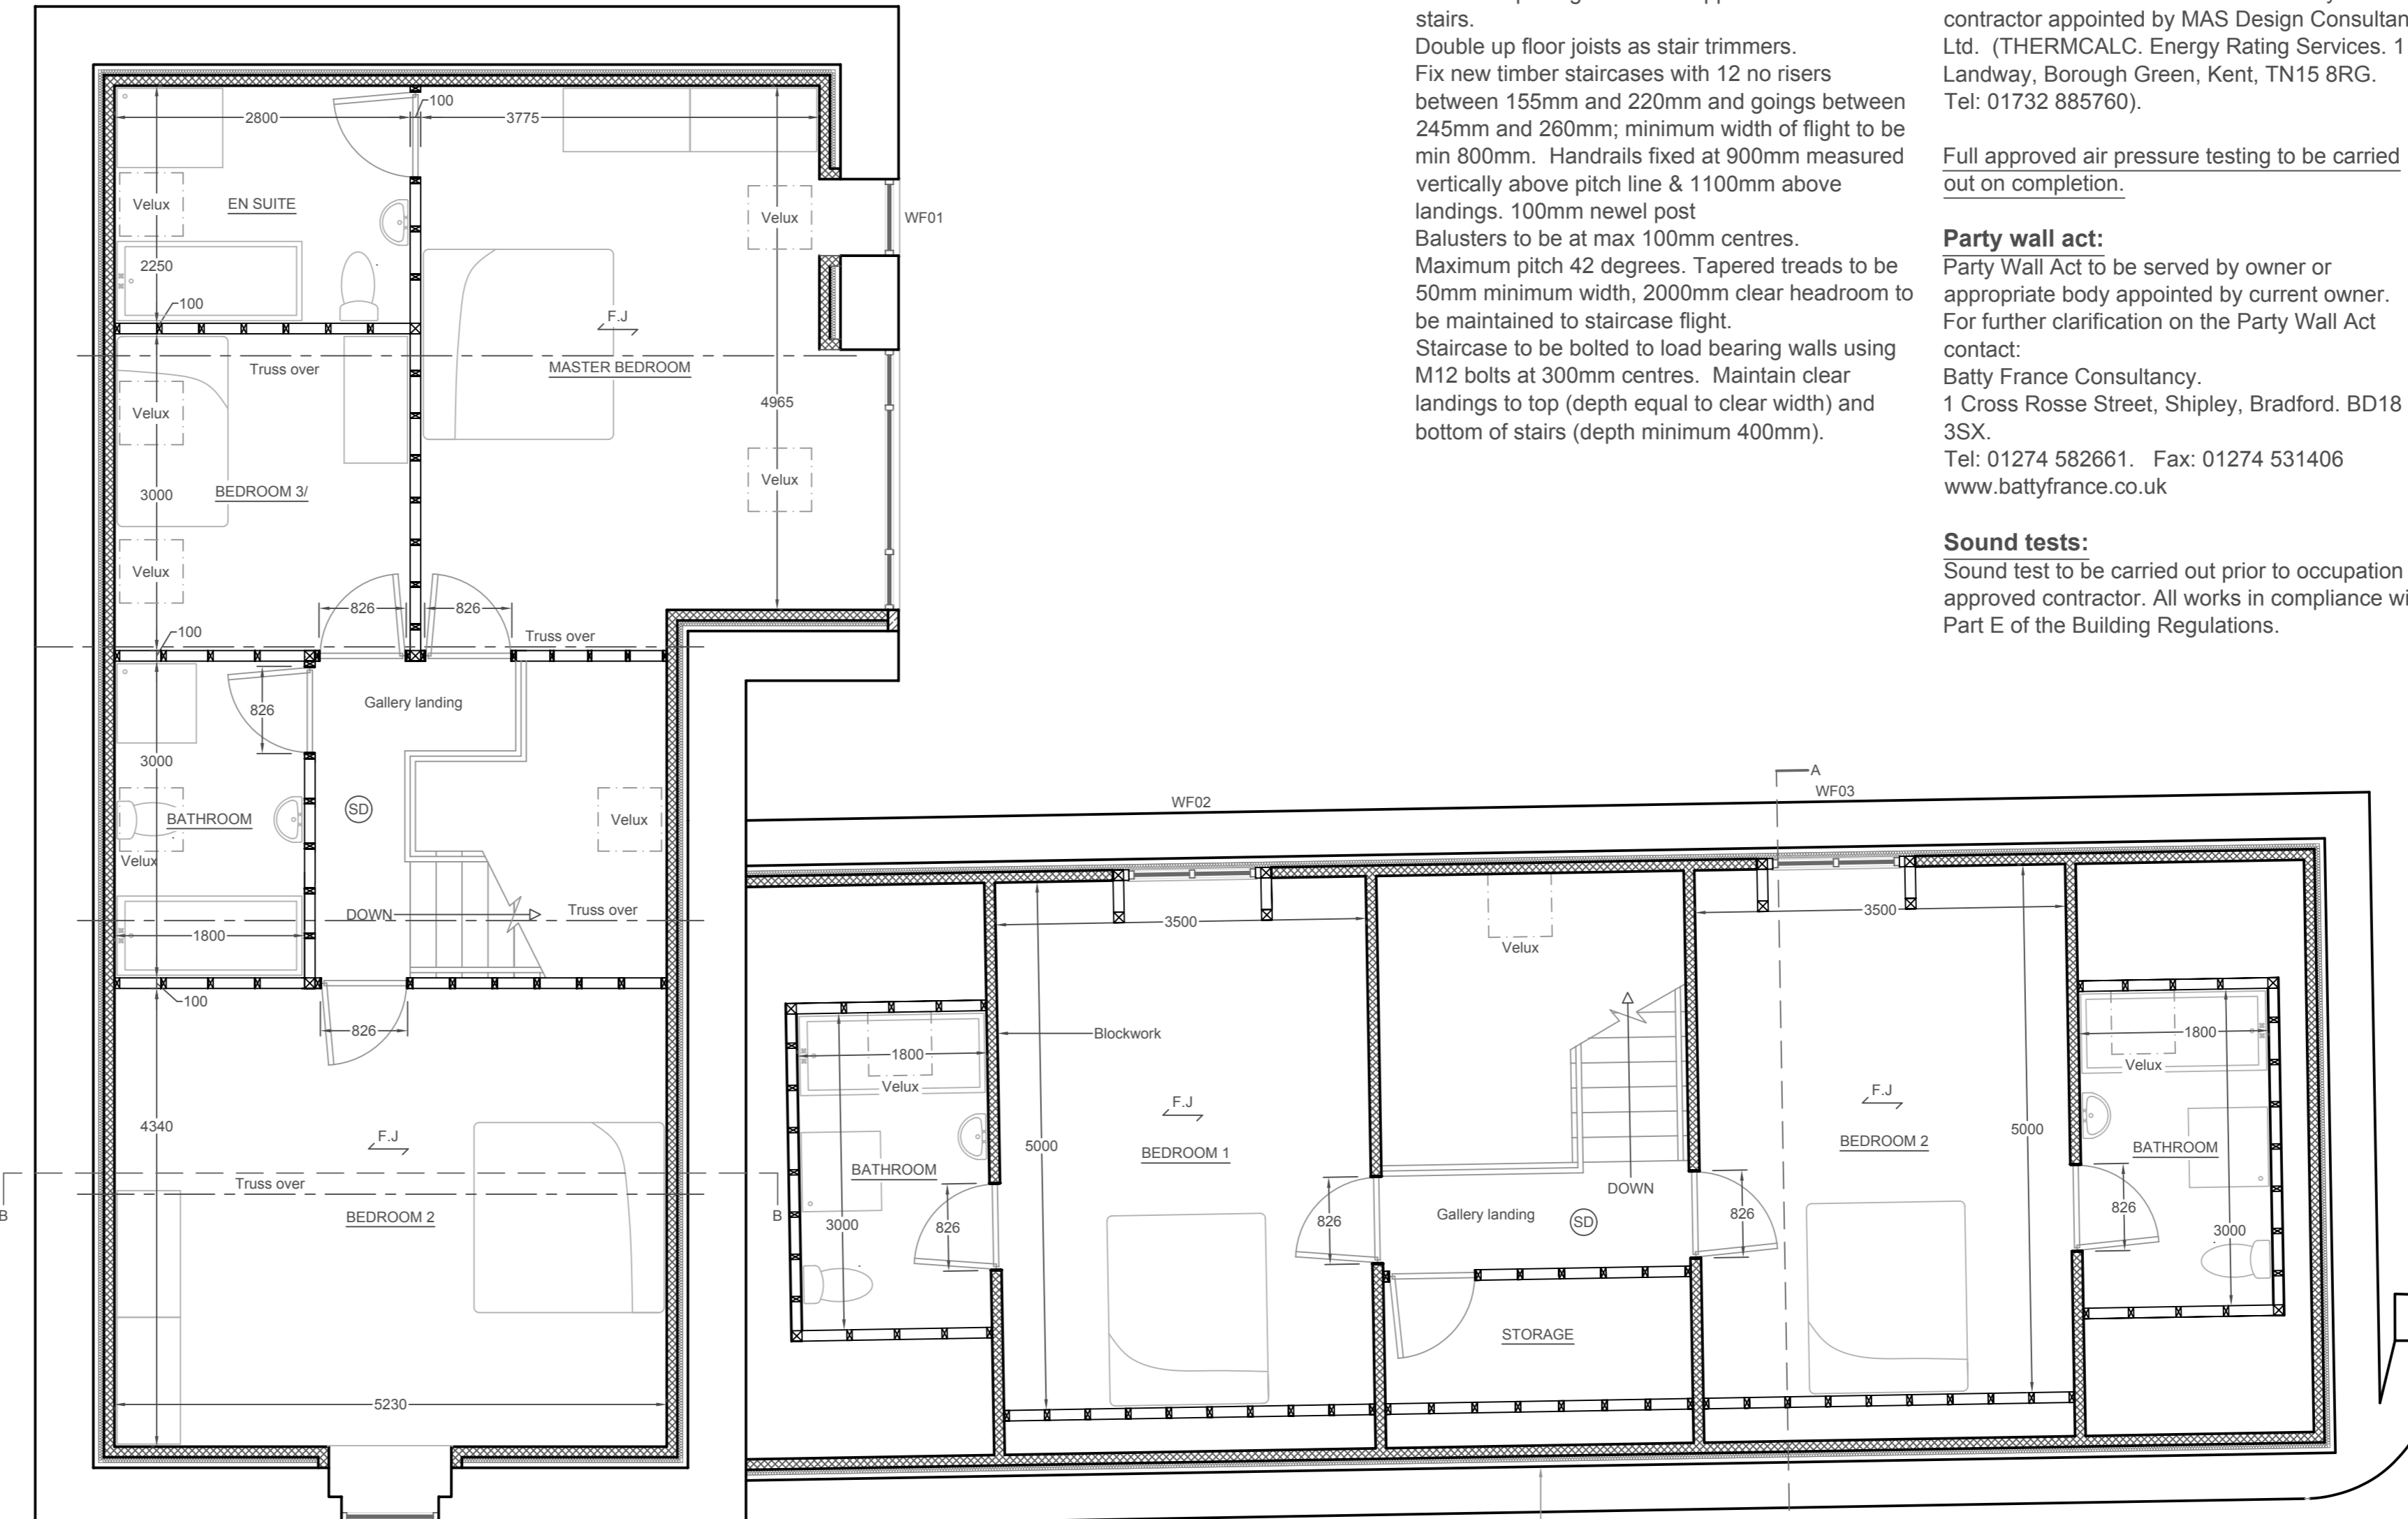 stairs.
Double up floor joists as stair trimmers.
Fix new timber staircases with 12 no risers
between 155mm and 220mm and goings between
245mm and 260mm; minimum width of flight to be
min 800mm.  Handrails fixed at 900mm measured
vertically above pitch line & 1100mm above
landings. 100mm newel post
Balusters to be at max 100mm centres.
Maximum pitch 42 degrees. Tapered treads to be
50mm minimum width, 2000mm clear headroom to
be maintained to staircase flight.
Staircase to be bolted to load bearing walls using
M12 bolts at 300mm centres.  Maintain clear
landings to top (depth equal to clear width) and
bottom of stairs (depth minimum 400mm).
contractor appointed by MAS Design Consultan
Ltd.  (THERMCALC. Energy Rating Services. 1
Landway, Borough Green, Kent, TN15 8RG.
Tel: 01732 885760).
Full approved air pressure testing to be carried
out on completion.
Party wall act:
Party Wall Act to be served by owner or
appropriate body appointed by current owner.
For further clarification on the Party Wall Act
contact:
Batty France Consultancy.
1 Cross Rosse Street, Shipley, Bradford. BD18
3SX.
Tel: 01274 582661.   Fax: 01274 531406
www.battyfrance.co.uk
Sound tests:
Sound test to be carried out prior to occupation
approved contractor. All works in compliance wi
Part E of the Building Regulations.
100
2800
3775
Velux
EN SUITE
Velux
WF01
2250
100
F.J
Truss over
MASTER BEDROOM
Velux
4965
3000
BEDROOM 3/
Velux
Velux
826
826
100
Truss over
Gallery landing
826
3000
SD
BATHROOM
Velux
Velux
DOWN
Truss over
1800
100
826
4340
F.J
Truss over
B
B
BEDROOM 2
5230
A
WF02
WF03
3500
3500
Velux
Blockwork
1800
Velux
1800
Velux
F.J
F.J
5000
BEDROOM 1
BEDROOM 2
5000
BATHROOM
BATHROOM
DOWN
3000
826
826
Gallery landing
SD
826
826
3000
STORAGE